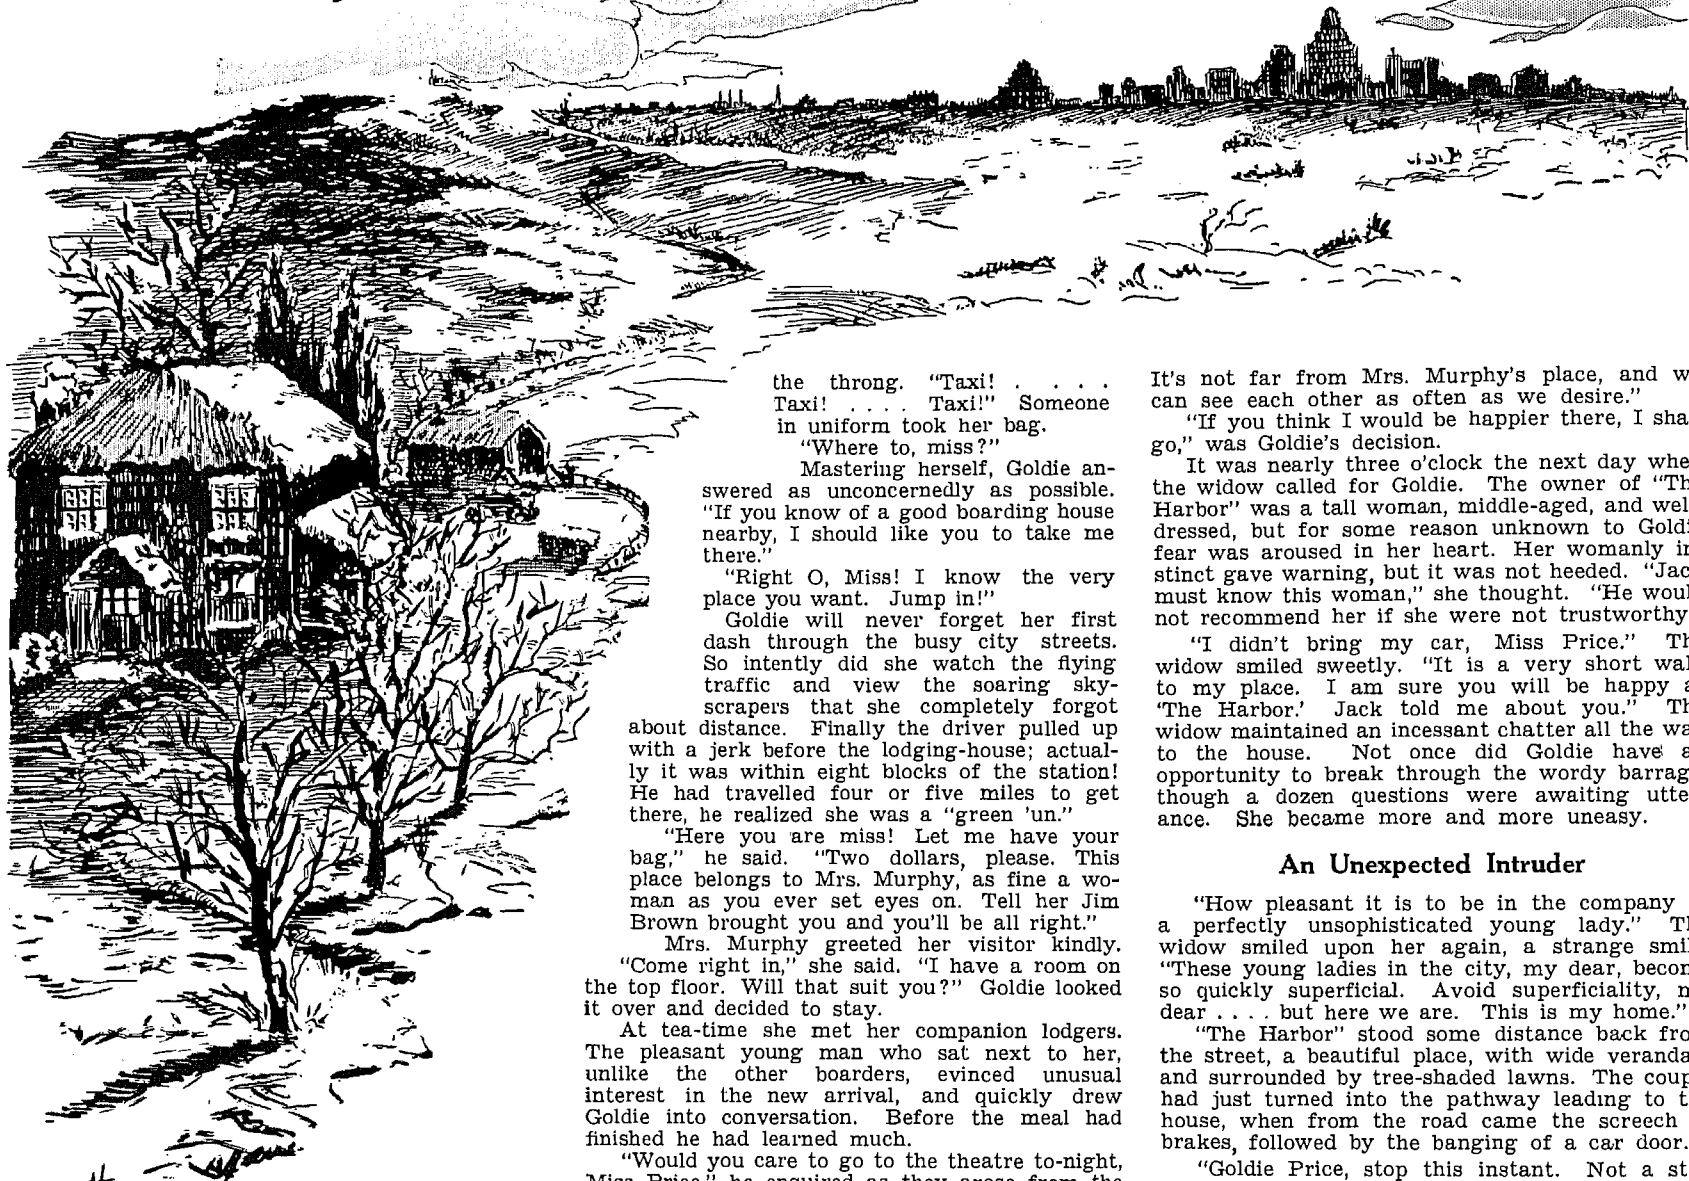 the throng. "Taxi! . . . .
Taxi! . . . . Taxi!" Someone
in uniform took her bag.
"Where to, miss?"
Mastering herself, Goldie an-
swered as unconcernedly as possible.
"If you know of a good boarding house
nearby, I should like you to take me
there."
"Right O, Miss! I know the very
place you want. Jump in!"
Goldie will never forget her first
dash through the busy city streets.
So intently did she watch the flying
traffic and view the soaring sky-
scrapers that she completely forgot
about distance. Finally the driver pulled up
with a jerk before the lodging-house; actual-
ly it was within eight blocks of the station!
He had travelled four or five miles to get
there, he realized she was a "green 'un."
"Here you are miss! Let me have your
bag," he said. "Two dollars, please. This
place belongs to Mrs. Murphy, as fine a wo-
man as you ever set eyes on. Tell her Jim
Brown brought you and you'll be all right."
Mrs. Murphy greeted her visitor kindly.
"Come right in," she said. "I have a room on
the top floor. Will that suit you?" Goldie looked
it over and decided to stay.
At tea-time she met her companion lodgers.
The pleasant young man who sat next to her,
unlike the other boarders, evinced unusual
interest in the new arrival, and quickly drew
Goldie into conversation. Before the meal had
finished he had learned much.
"Would you care to go to the theatre to-night,
Miss Price," he enquired as they arose from the
It's not far from Mrs. Murphy's place, and
can see each other as often as we desire."
"If you think I would be happier there, I
go," was Goldie's decision.
It was nearly three o'clock the next day
the widow called for Goldie. The owner of
Harbor" was a tall woman, middle-aged, and
dressed, but for some reason unknown to
fear was aroused in her heart. Her womanly
stinct gave warning, but it was not heeded.
must know this woman," she thought. "He
not recommend her if she were not trustworthy
"I didn't bring my car, Miss Price."
widow smiled sweetly. "It is a very short
to my place. I am sure you will be happy
'The Harbor.' Jack told me about you."
widow maintained an incessant chatter all the
to the house. Not once did Goldie have
opportunity to break through the wordy
though a dozen questions were awaiting
ance. She became more and more uneasy.
An Unexpected Intruder
"How pleasant it is to be in the company
a perfectly unsophisticated young lady."
widow smiled upon her again, a strange
"These young ladies in the city, my dear,
so quickly superficial. Avoid superficiality,
dear . . . . but here we are. This is my home."
"The Harbor" stood some distance back
the street, a beautiful place, with wide
and surrounded by tree-shaded lawns. The
had just turned into the pathway leading to
house, when from the road came the screech
brakes, followed by the banging of a car door.
"Goldie Price, stop this instant. Not a